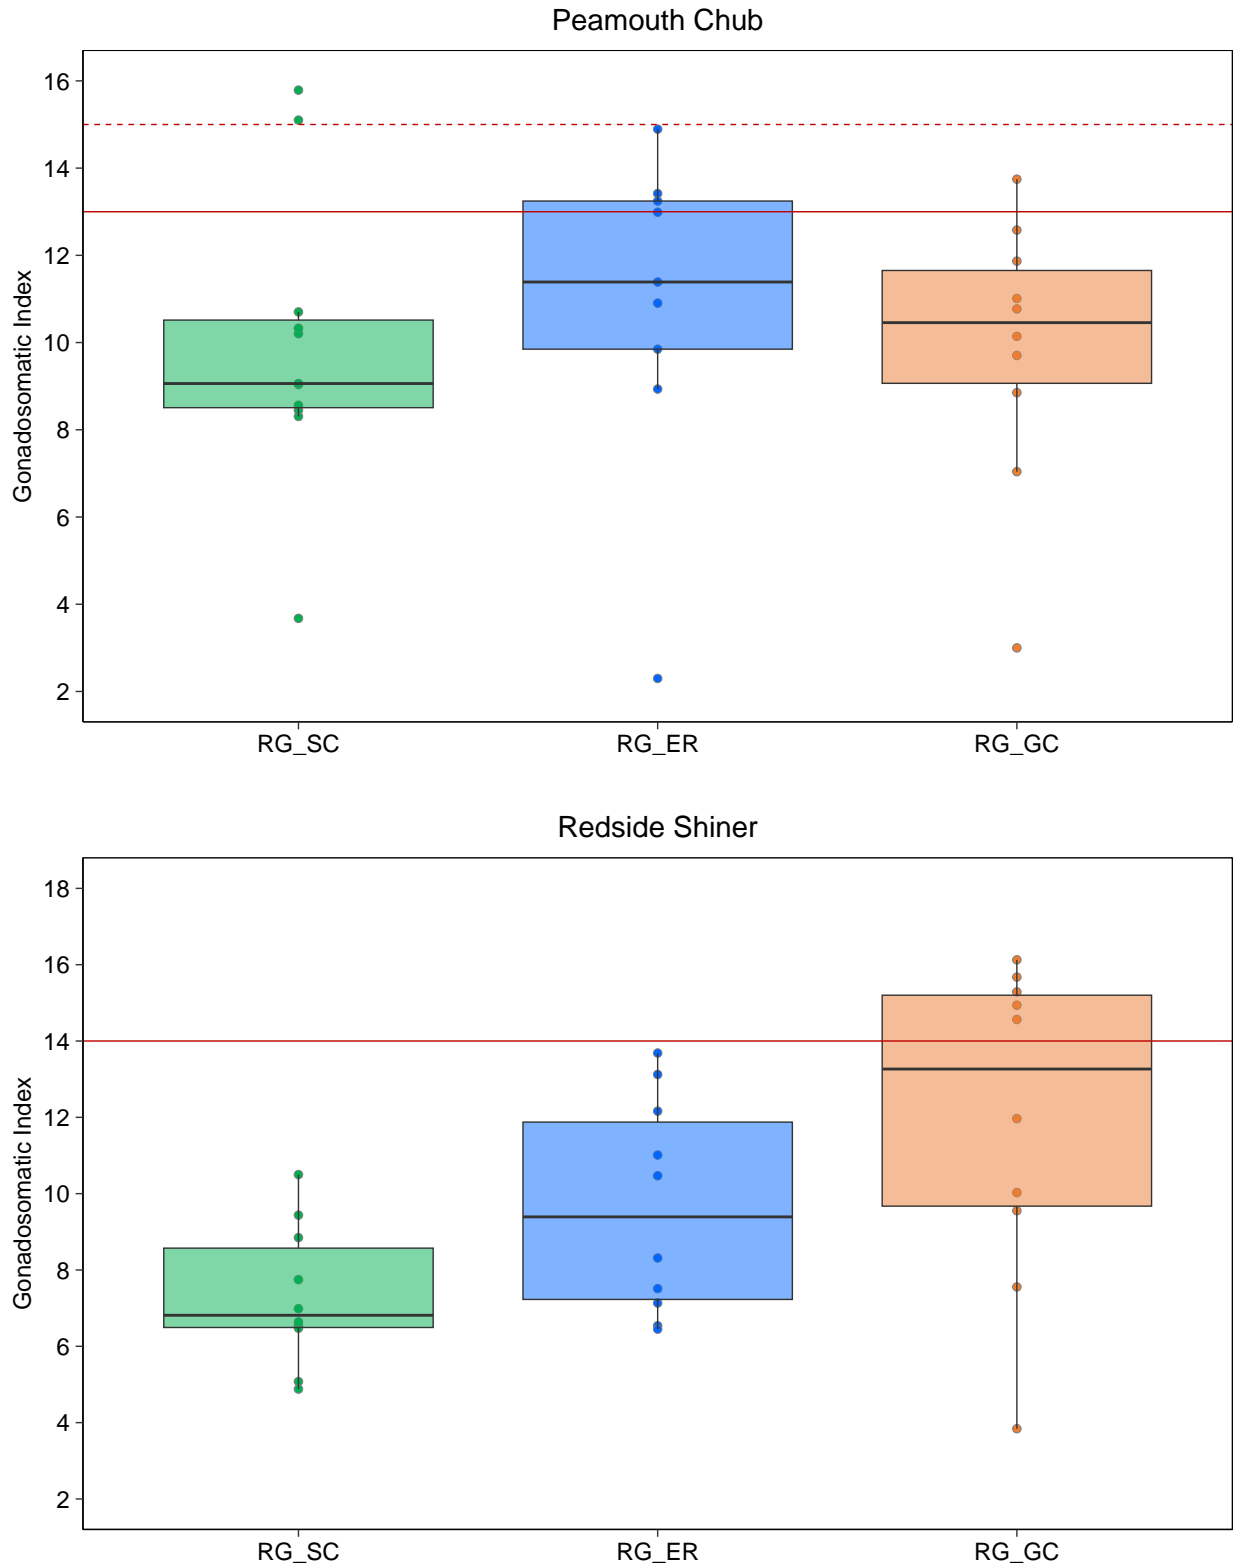 Peamouth Chub
Gonadosomatic Index
16
14
12
10
8
6
4
2
RG_SC RG_ER RG_GC
Redside Shiner
Gonadosomatic Index
18
16
14
12
10
8
6
4
2
RG_SC RG_ER RG_GC